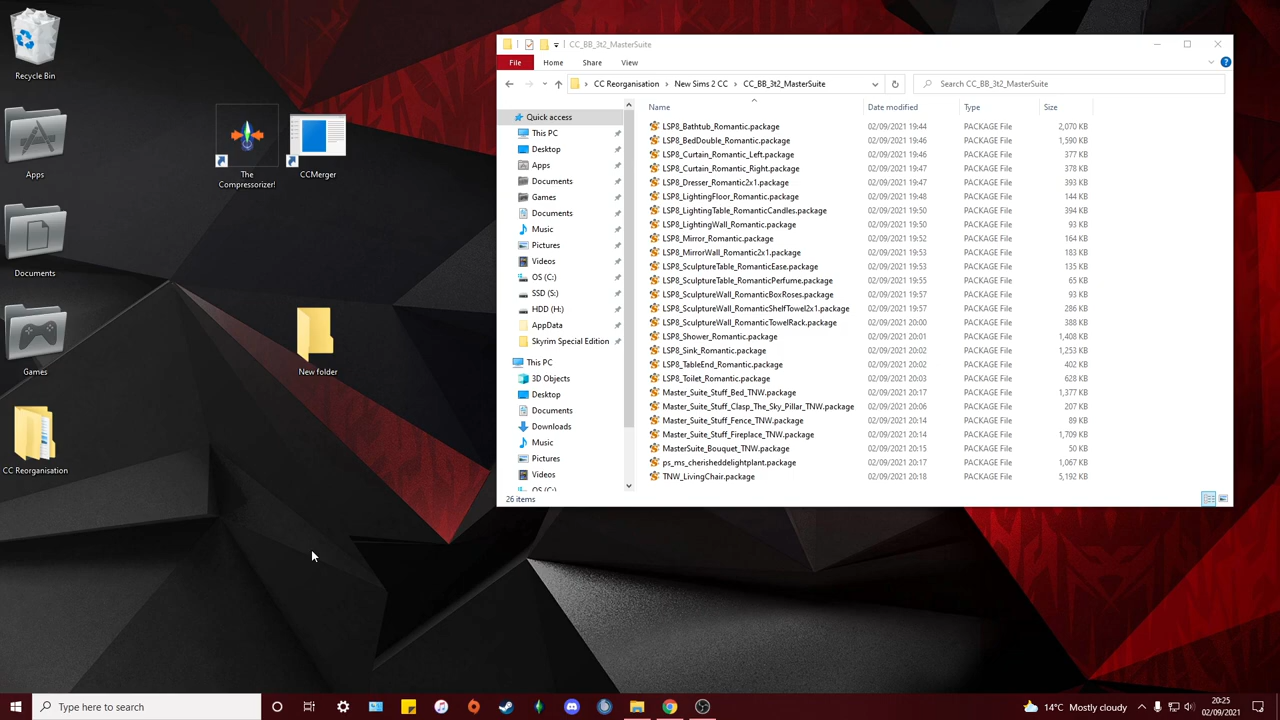 Recycle Bin
Apps
Documents
Games
CC Reorganisation
The
Compressorizer!
CCMerger
New folder
CC_BB_3t2_MasterSuite
File Home Share View
CC Reorganisation New Sims 2 CC CC_BB_3t2_MasterSuite Search CC_BB_3t2_MasterSuite
Quick access
This PC
Desktop
Apps
Documents
Games
Documents
Music
Pictures
Videos
OS (C:)
SSD (S:)
HDD (H:)
AppData
Skyrim Special Edition
This PC
3D Objects
Desktop
Documents
Downloads
Music
Pictures
Videos
OS (C:)
Name Date modified Type Size
LSP8_Bathtub_Romantic.package 02/09/2021 19:44 PACKAGE File 2,070 KB
LSP8_BedDouble_Romantic.package 02/09/2021 19:46 PACKAGE File 1,590 KB
LSP8_Curtain_Romantic_Left.package 02/09/2021 19:46 PACKAGE File 377 KB
LSP8_Curtain_Romantic_Right.package 02/09/2021 19:47 PACKAGE File 378 KB
LSP8_Dresser_Romantic2x1.package 02/09/2021 19:47 PACKAGE File 393 KB
LSP8_LightingFloor_Romantic.package 02/09/2021 19:48 PACKAGE File 144 KB
LSP8_LightingTable_RomanticCandles.package 02/09/2021 19:50 PACKAGE File 394 KB
LSP8_LightingWall_Romantic.package 02/09/2021 19:50 PACKAGE File 93 KB
LSP8_Mirror_Romantic.package 02/09/2021 19:52 PACKAGE File 164 KB
LSP8_MirrorWall_Romantic2x1.package 02/09/2021 19:53 PACKAGE File 183 KB
LSP8_SculptureTable_RomanticEase.package 02/09/2021 19:53 PACKAGE File 135 KB
LSP8_SculptureTable_RomanticPerfume.package 02/09/2021 19:55 PACKAGE File 65 KB
LSP8_SculptureWall_RomanticBoxRoses.package 02/09/2021 19:57 PACKAGE File 93 KB
LSP8_SculptureWall_RomanticShelfTowel2x1.package 02/09/2021 19:57 PACKAGE File 286 KB
LSP8_SculptureWall_RomanticTowelRack.package 02/09/2021 20:00 PACKAGE File 388 KB
LSP8_Shower_Romantic.package 02/09/2021 20:01 PACKAGE File 1,408 KB
LSP8_Sink_Romantic.package 02/09/2021 20:02 PACKAGE File 1,253 KB
LSP8_TableEnd_Romantic.package 02/09/2021 20:02 PACKAGE File 402 KB
LSP8_Toilet_Romantic.package 02/09/2021 20:03 PACKAGE File 628 KB
Master_Suite_Stuff_Bed_TNW.package 02/09/2021 20:17 PACKAGE File 1,377 KB
Master_Suite_Stuff_Clasp_The_Sky_Pillar_TNW.package 02/09/2021 20:06 PACKAGE File 207 KB
Master_Suite_Stuff_Fence_TNW.package 02/09/2021 20:14 PACKAGE File 89 KB
Master_Suite_Stuff_Fireplace_TNW.package 02/09/2021 20:14 PACKAGE File 1,709 KB
MasterSuite_Bouquet_TNW.package 02/09/2021 20:15 PACKAGE File 50 KB
ps_ms_cherisheddelightplant.package 02/09/2021 20:17 PACKAGE File 1,067 KB
TNW_LivingChair.package 02/09/2021 20:18 PACKAGE File 5,192 KB
26 items
Type here to search
14°C Mostly cloudy
20:25
02/09/2021